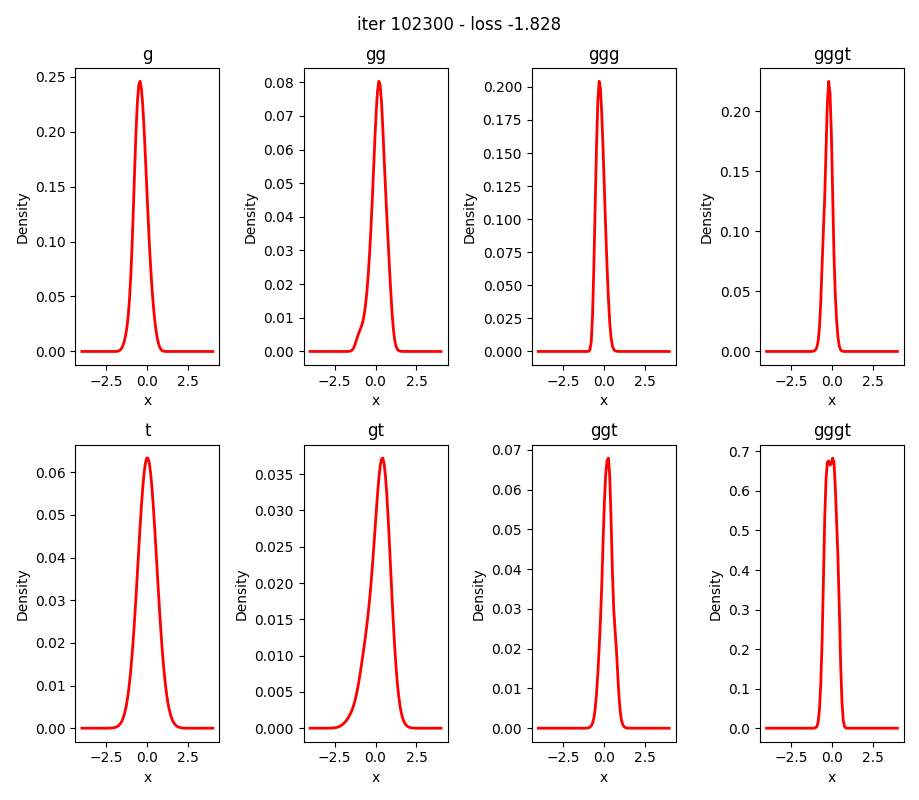 iter 102300 - loss -1.828
g
gg
ggg
gggt
0.25
0.20
0.15
0.10
0.05
0.00
Density
−2.5 0.0 2.5
x
0.08
0.07
0.06
0.05
0.04
0.03
0.02
0.01
0.00
Density
−2.5 0.0 2.5
x
0.200
0.175
0.150
0.125
0.100
0.075
0.050
0.025
0.000
Density
−2.5 0.0 2.5
x
0.20
0.15
0.10
0.05
0.00
Density
−2.5 0.0 2.5
x
t
gt
ggt
gggt
0.06
0.05
0.04
0.03
0.02
0.01
0.00
Density
−2.5 0.0 2.5
x
0.035
0.030
0.025
0.020
0.015
0.010
0.005
0.000
Density
−2.5 0.0 2.5
x
0.07
0.06
0.05
0.04
0.03
0.02
0.01
0.00
Density
−2.5 0.0 2.5
x
0.7
0.6
0.5
0.4
0.3
0.2
0.1
0.0
Density
−2.5 0.0 2.5
x